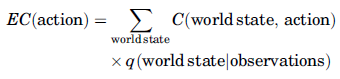 EC(action) = ∑ C(world state, action)
world state
× q(world state|observations)